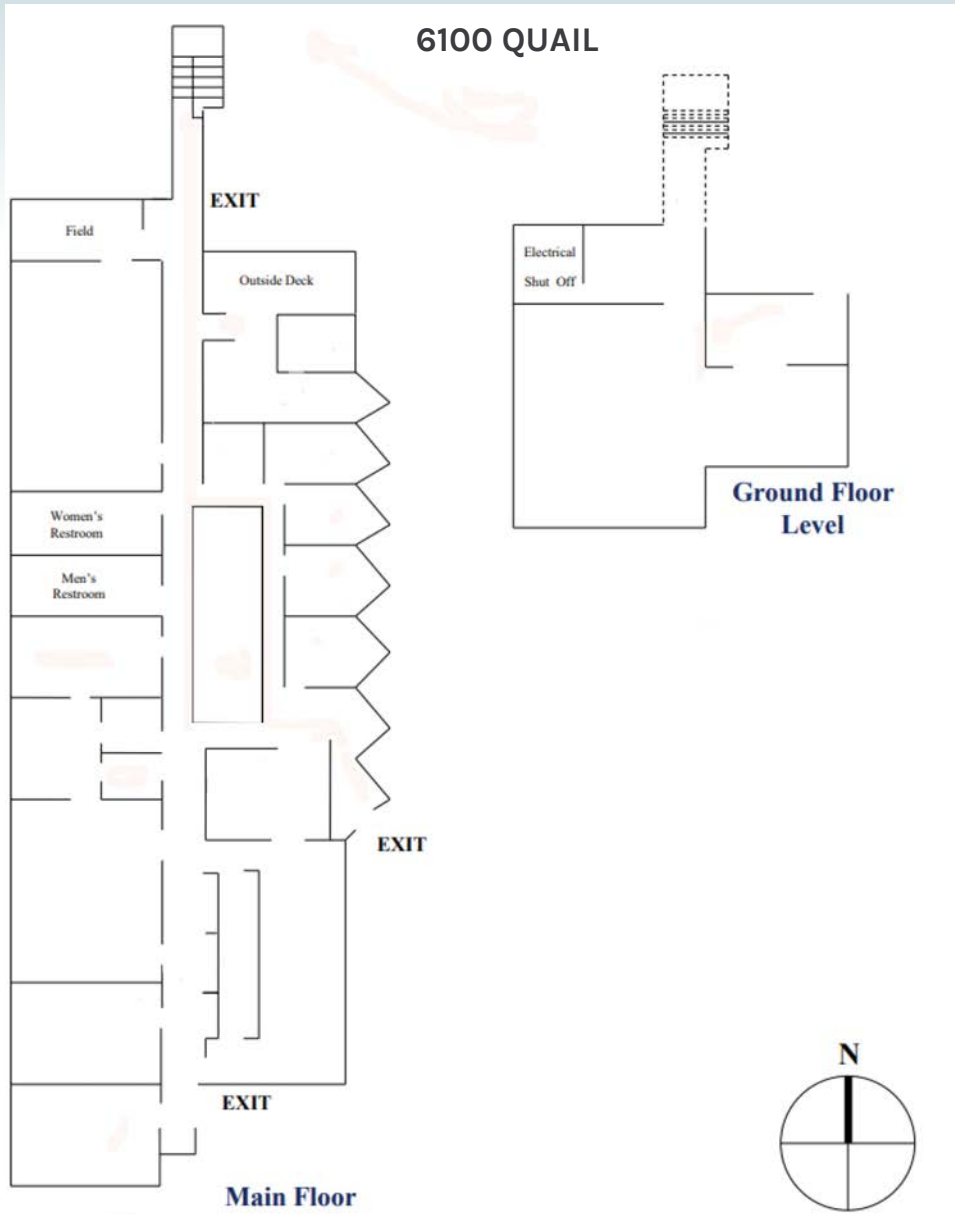 6100 QUAIL
EXIT
Field
Outside Deck
Women's
Restroom
Men's
Restroom
EXIT
EXIT
Main Floor
Electrical
Shut Off
Ground Floor
Level
N